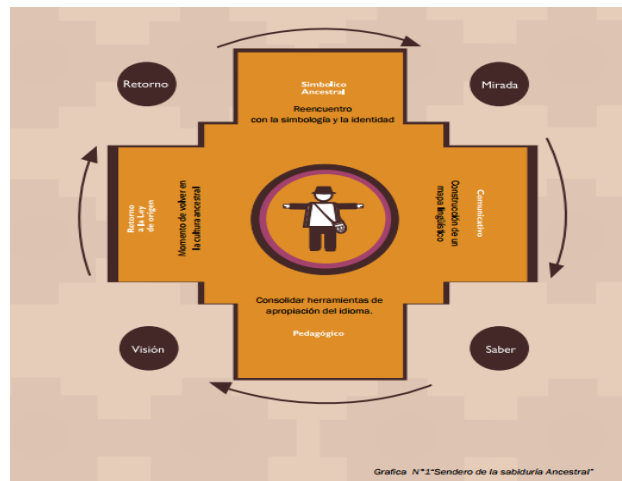 Simbolico
Ancestral
Reencuentro
con la simbología y la identidad
Retorno
Mirada
Retorno
a la Ley
de origen
Momento de volver en
la cultura ancestral
Construcción de un
mapa lingüístico
Comunicativo
Consolidar herramientas de
apropiación del idioma.
Pedagógico
Visión
Saber
Grafica N°1"Sendero de la sabiduría Ancestral"